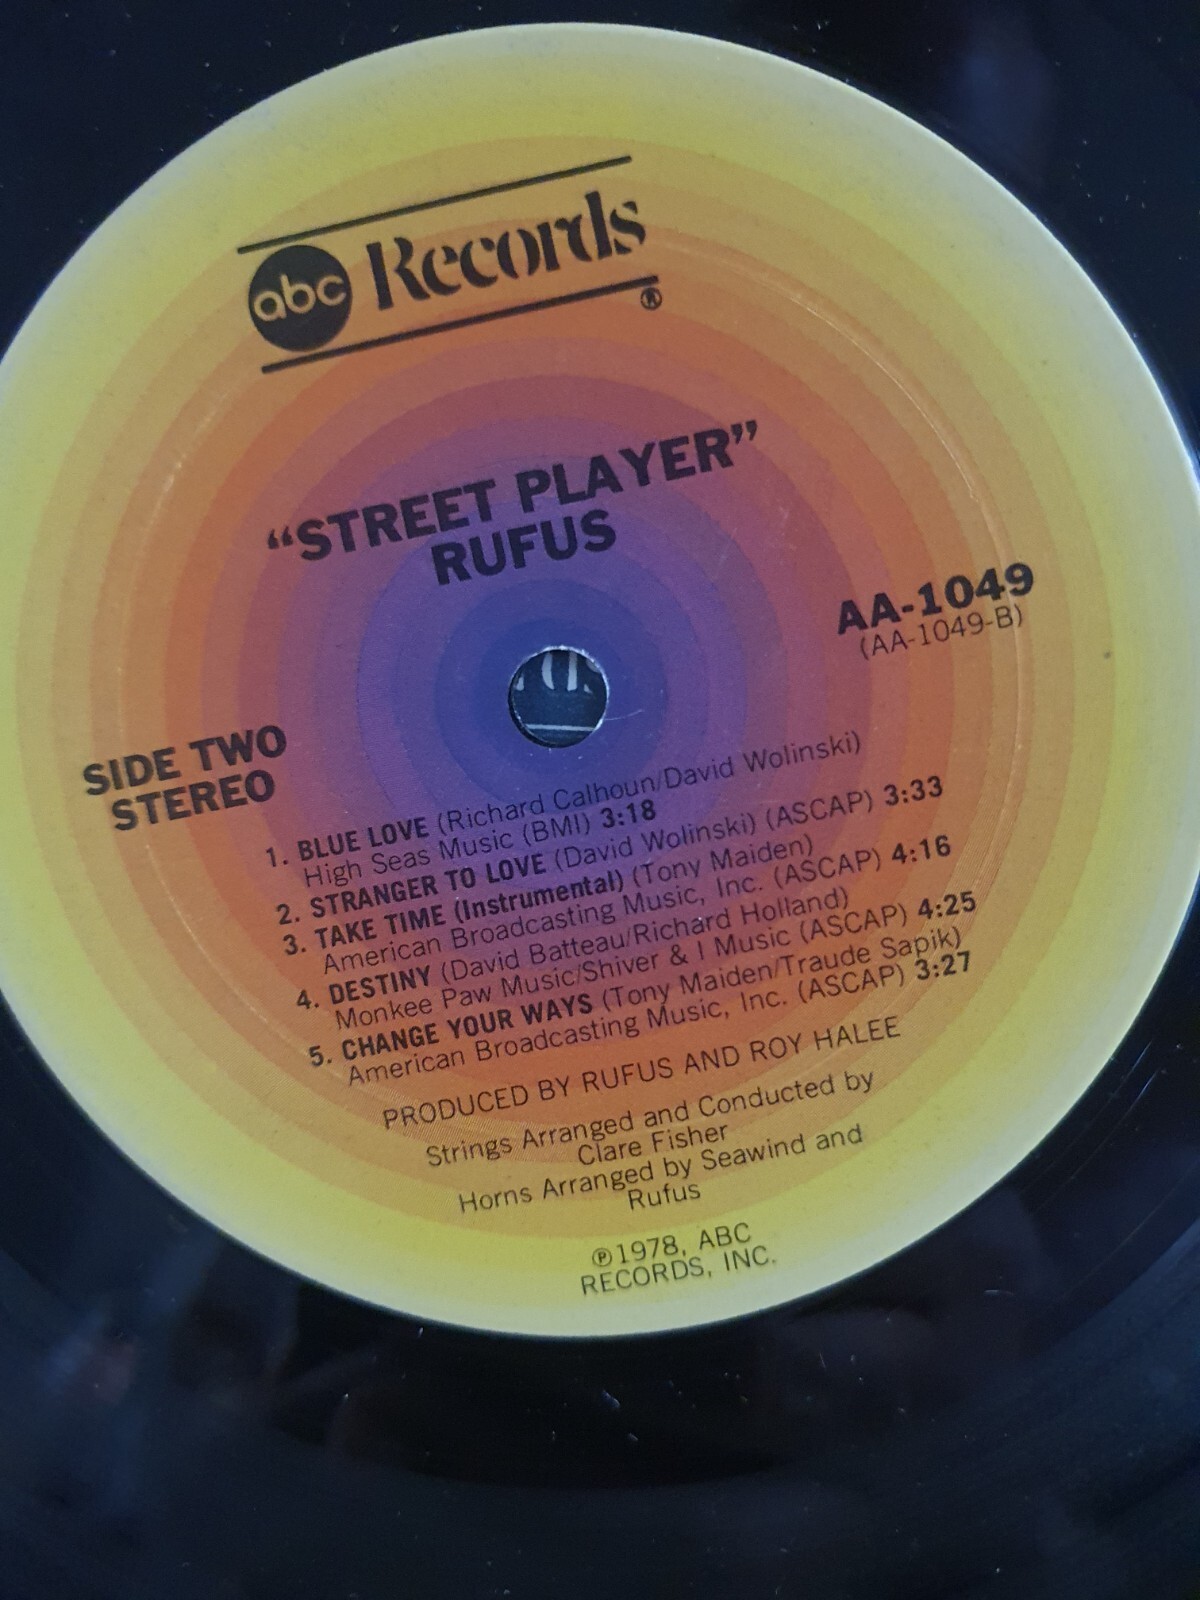 abc Records
®
“STREET PLAYER”
RUFUS
AA-1049
(AA-1049-B)
SIDE TWO
STEREO
1. BLUE LOVE (Richard Calhoun/David Wolinski)
High Seas Music (BMI) 3:18
2. STRANGER TO LOVE (David Wolinski) (ASCAP) 3:33
3. TAKE TIME (Instrumental) (Tony Maiden)
American Broadcasting Music, Inc. (ASCAP) 4:16
4. DESTINY (David Batteau/Richard Holland)
Monkee Paw Music/Shiver & I Music (ASCAP) 4:25
5. CHANGE YOUR WAYS (Tony Maiden/Traude Sapik)
American Broadcasting Music, Inc. (ASCAP) 3:27
PRODUCED BY RUFUS AND ROY HALEE
Strings Arranged and Conducted by
Clare Fisher
Horns Arranged by Seawind and
Rufus
℗1978, ABC
RECORDS, INC.